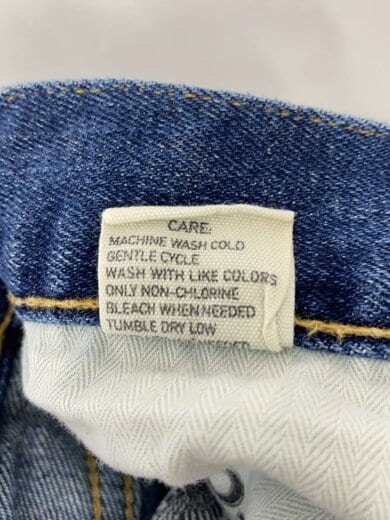 CARE:
MACHINE WASH COLD
GENTLE CYCLE
WASH WITH LIKE COLORS
ONLY NON-CHLORINE
BLEACH WHEN NEEDED
TUMBLE DRY LOW
NEEDED